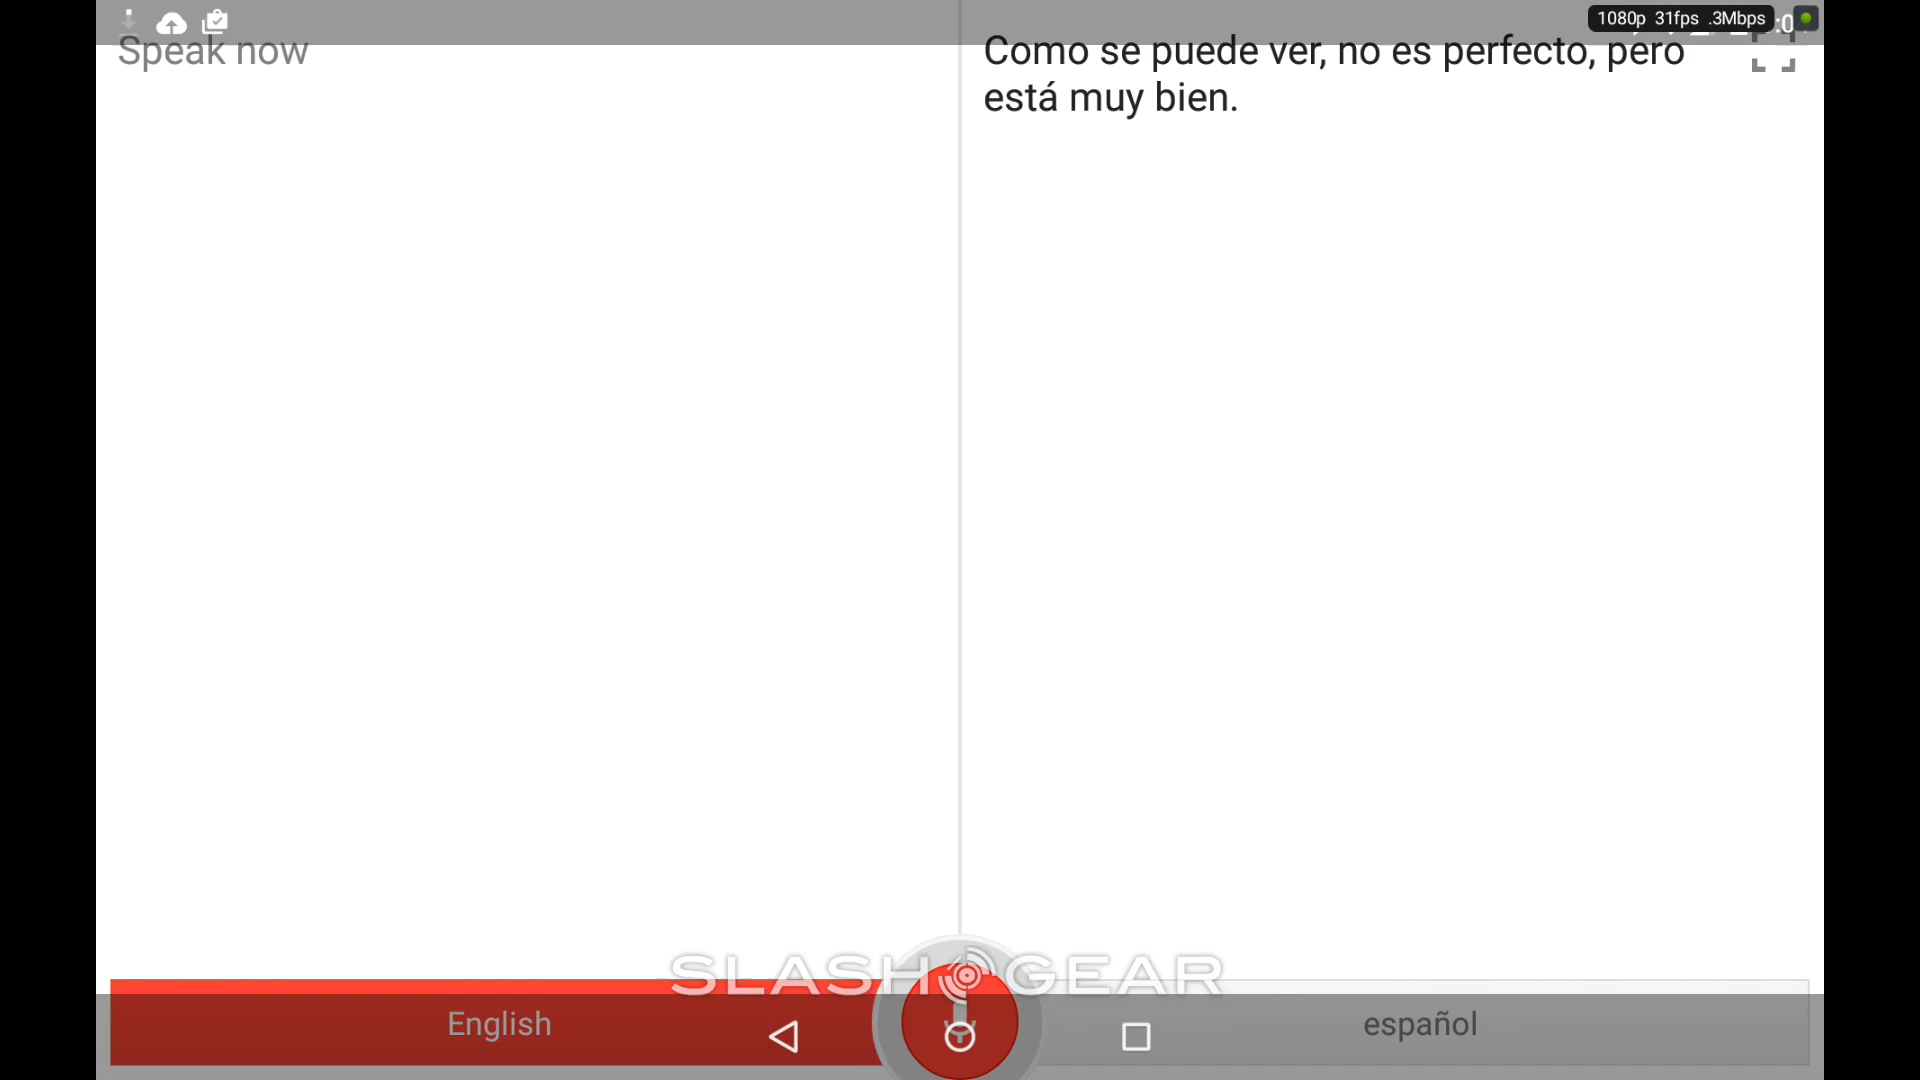 1080p 31fps .3Mbps
Speak now
Como se puede ver, no es perfecto, pero
está muy bien.
SLASHGEAR
English
español